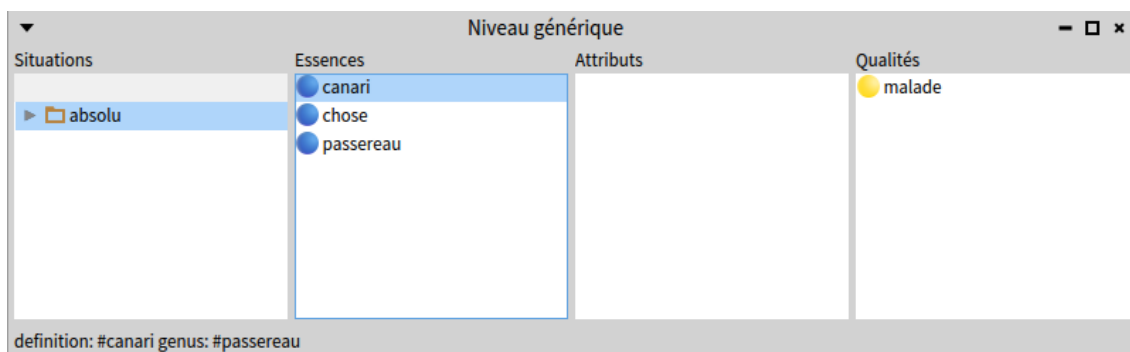 Niveau générique
Situations Essences Attributs Qualités
canari malade
absolu chose
passereau
definition: #canari genus: #passereau